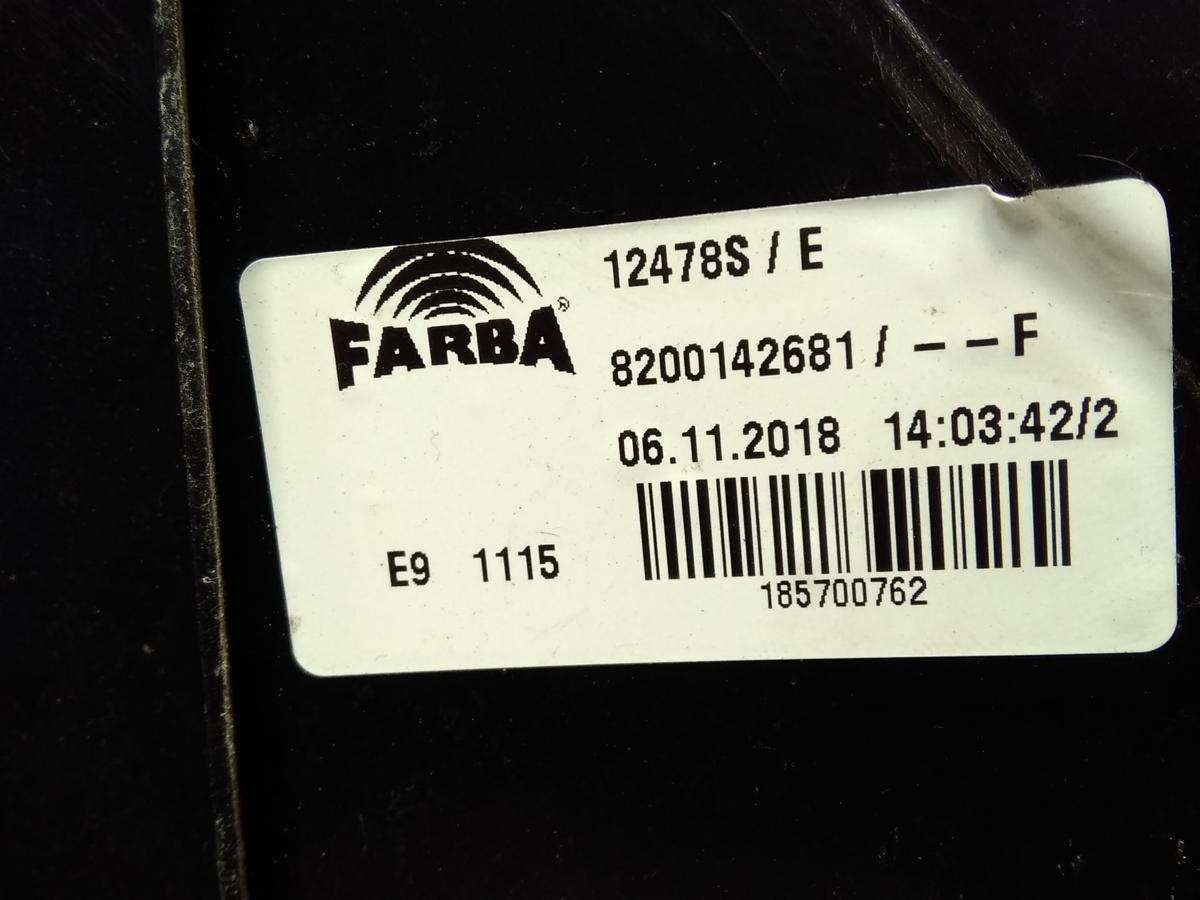 FARBA®
12478S / E
8200142681 / – – F
06.11.2018 14:03:42/2
E9 1115
185700762